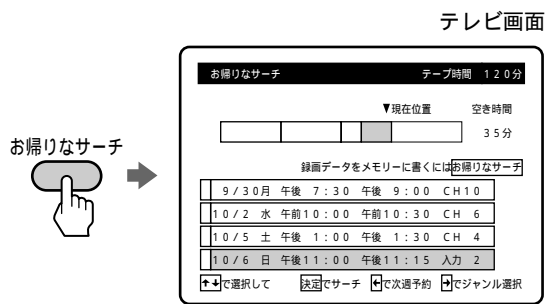 テレビ画面
お帰りなサーチ テープ時間 120分
▼現在位置 空き時間
35分
お帰りなサーチ
録画データをメモリーに書くにはお帰りなサーチ
9/30月 午後 7:30 午後 9:00 CH10
10/2 水 午前10:00 午前10:30 CH 6
10/5 土 午後 1:00 午後 1:30 CH 4
10/6 日 午後11:00 午後11:15 入力 2
↑↓で選択して 決定でサーチ ←で次週予約 →でジャンル選択